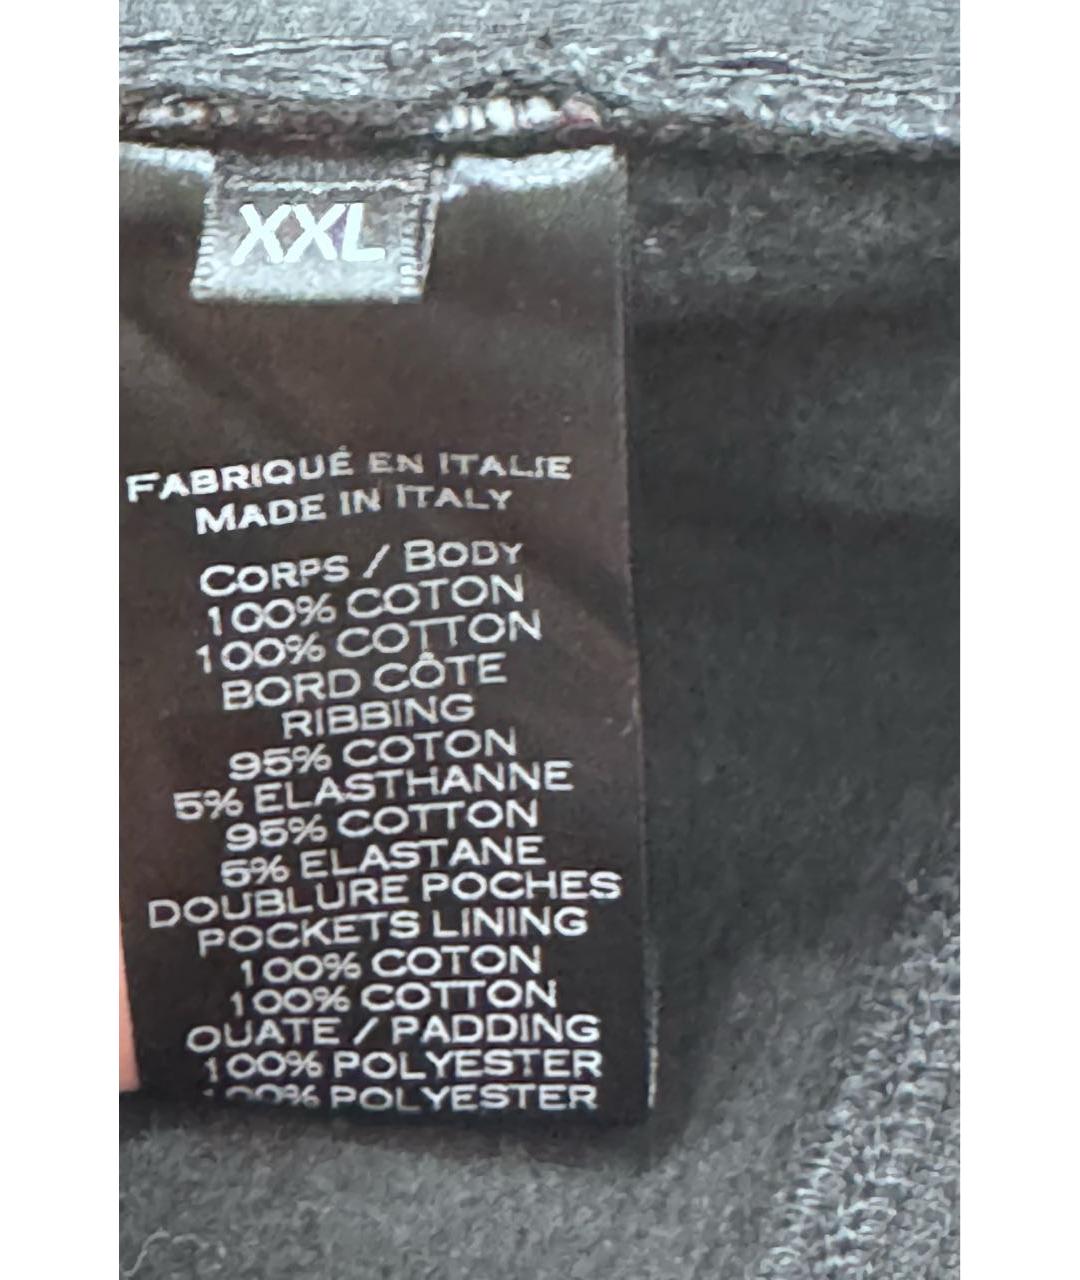 XXL
FABRIQUÉ EN ITALIE
MADE IN ITALY
CORPS / BODY
100% COTON
100% COTTON
BORD CÔTE
RIBBING
95% COTON
5% ELASTHANNE
95% COTTON
5% ELASTANE
DOUBLURE POCHES
POCKETS LINING
100% COTON
100% COTTON
OUATE / PADDING
100% POLYESTER
100% POLYESTER